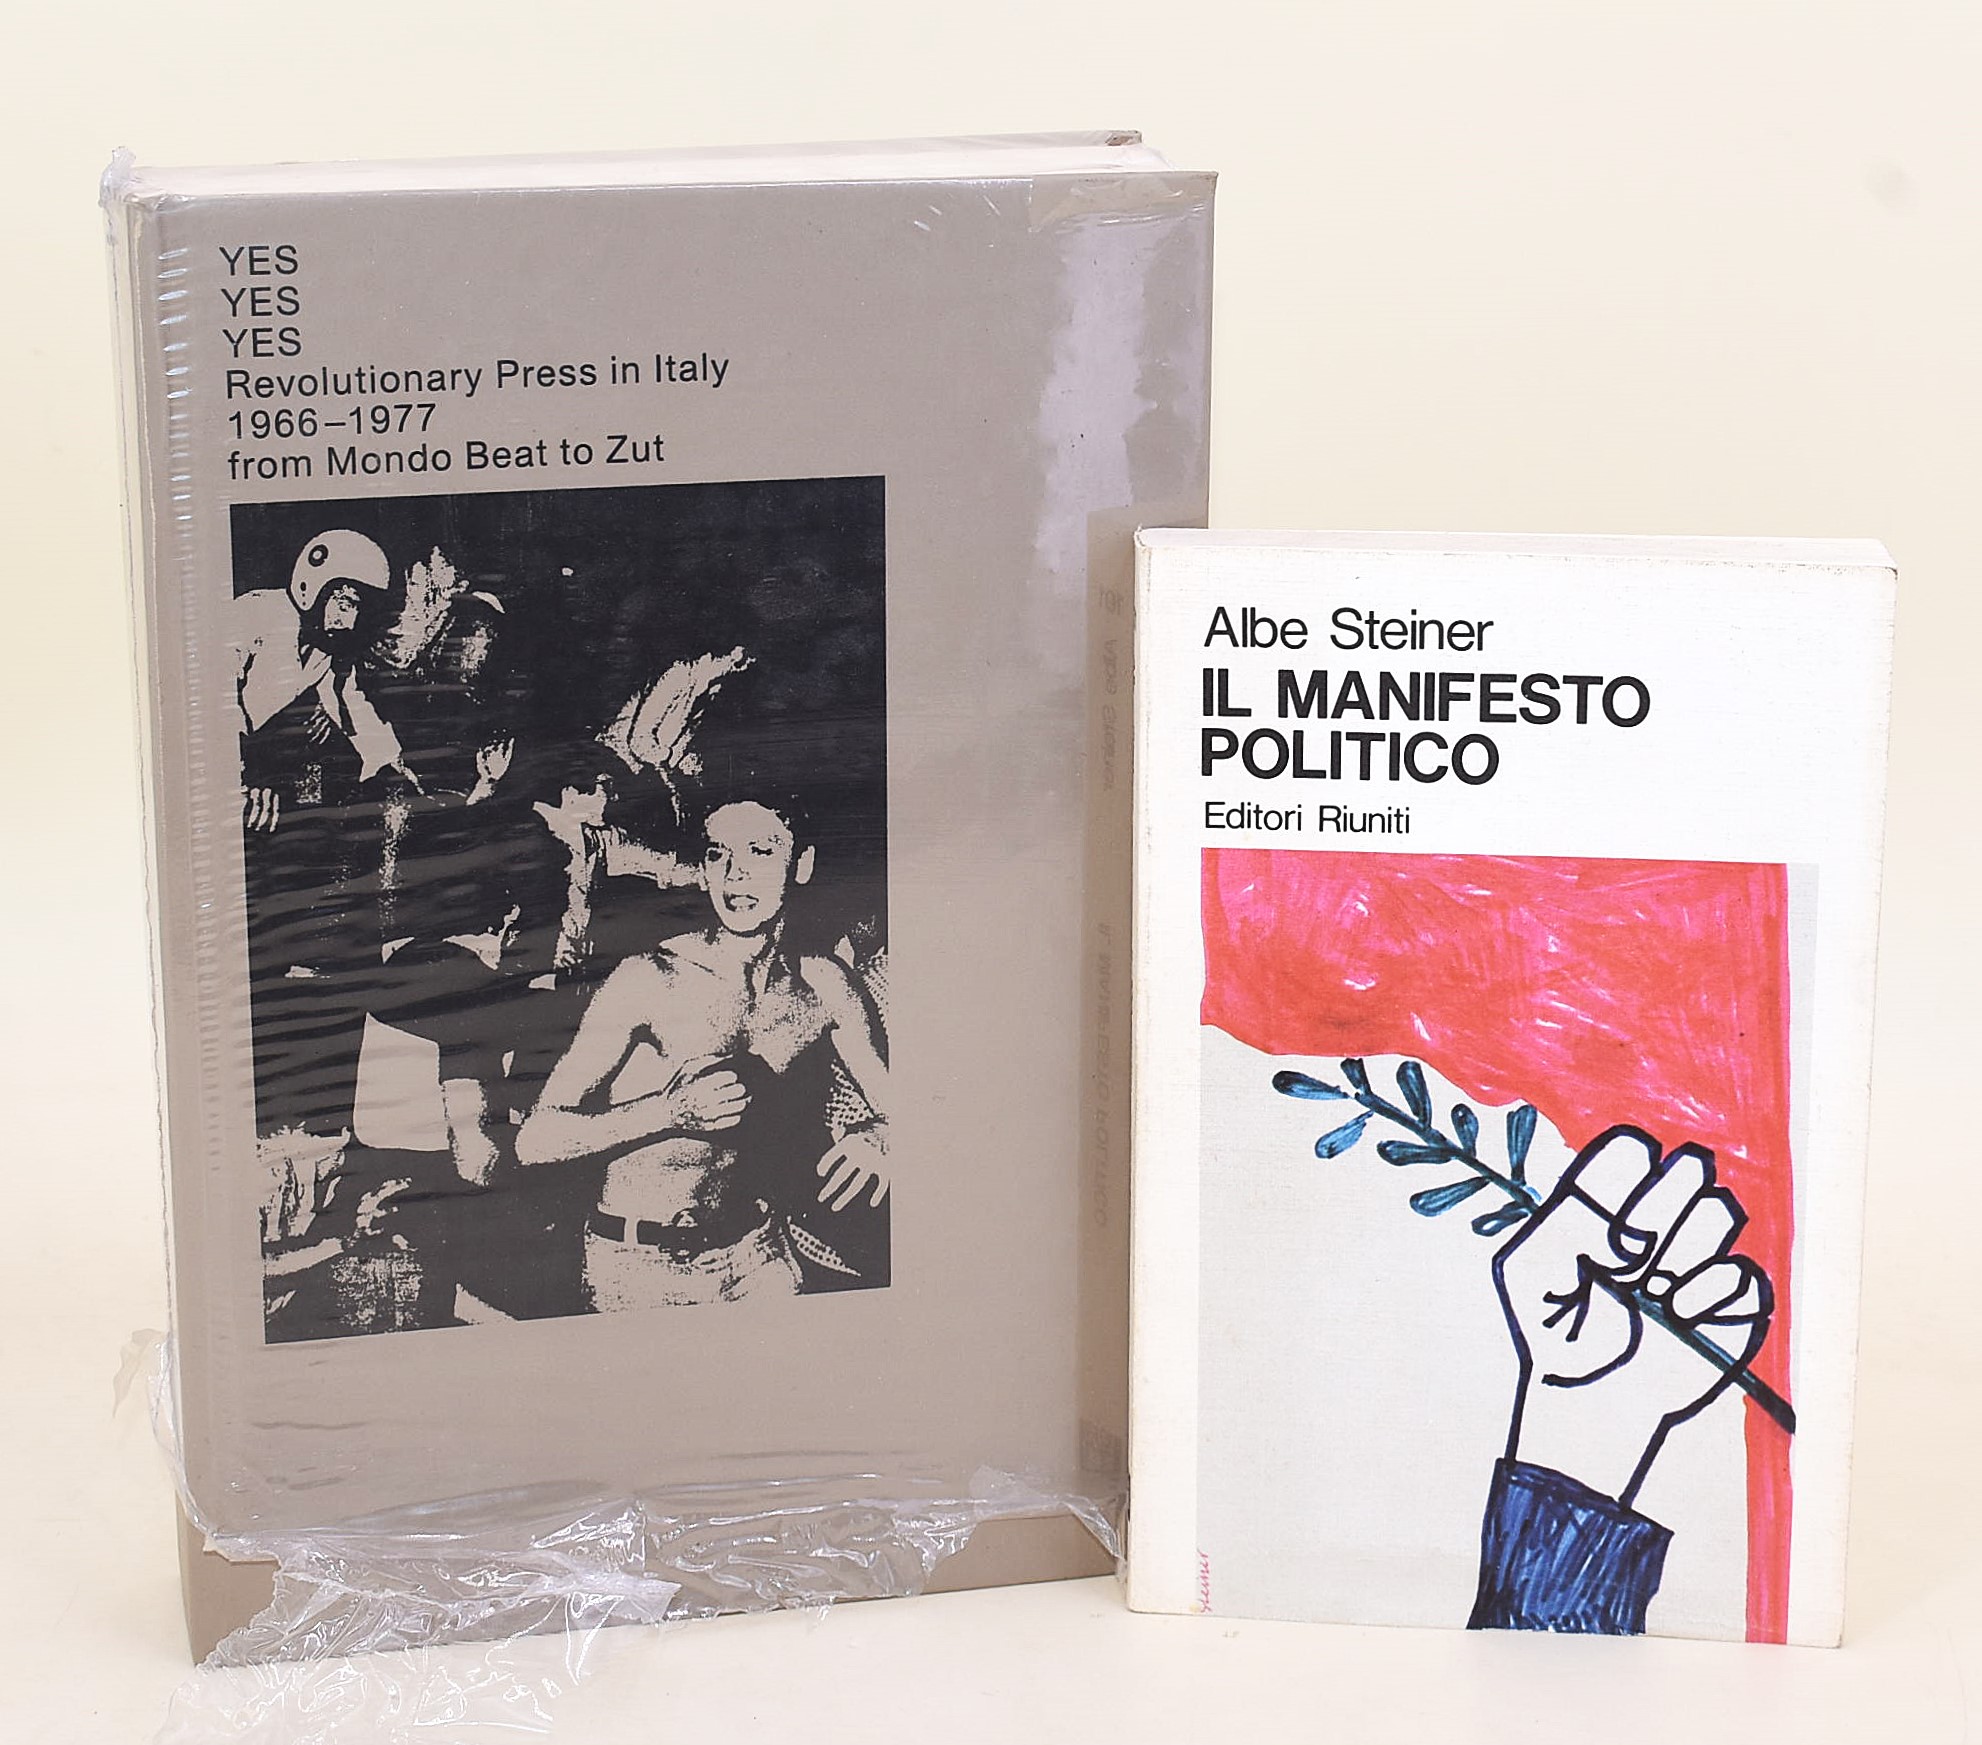 YES
YES
YES
Revolutionary Press in Italy
1966–1977
from Mondo Beat to Zut
Albe Steiner
IL MANIFESTO
POLITICO
Editori Riuniti
Steiner